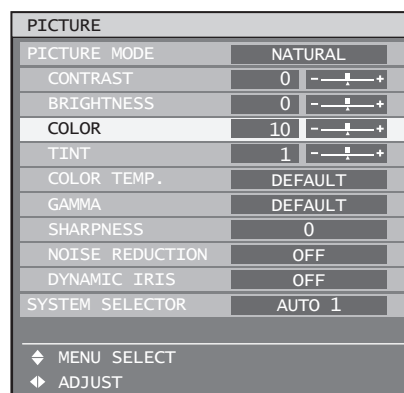 PICTURE
PICTURE MODE NATURAL
CONTRAST 0 - +
BRIGHTNESS 0 - +
COLOR 10 - +
TINT 1 - +
COLOR TEMP. DEFAULT
GAMMA DEFAULT
SHARPNESS 0
NOISE REDUCTION OFF
DYNAMIC IRIS OFF
SYSTEM SELECTOR AUTO 1
MENU SELECT
ADJUST